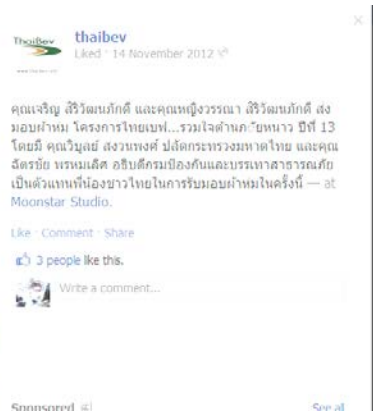 ThaiBev
thaibev
Liked · 14 November 2012
คุณเจริญ สิริวัฒนภักดี และคุณหญิงวรรณา สิริวัฒนภักดี ส่ง
มอบผ้าห่ม โครงการไทยเบฟ...รวมใจต้านภัยหนาว ปีที่ 13
โดยมี คุณวิบูลย์ สงวนพงศ์ ปลัดกระทรวงมหาดไทย และคุณ
ฉัตรชัย พรหมเลิศ อธิบดีกรมป้องกันและบรรเทาสาธารณภัย
เป็นตัวแทนพี่น้องชาวไทยในการรับมอบผ้าห่มในครั้งนี้ — at
Moonstar Studio.
Like · Comment · Share
3 people like this.
Write a comment...
Sponsored
See all